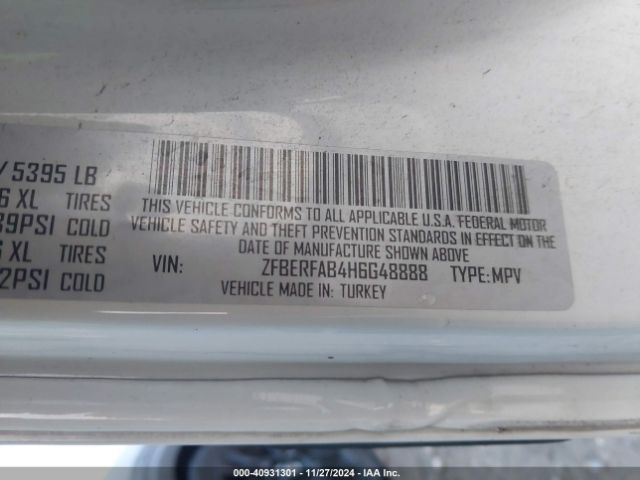 / 5395 LB
6 XL TIRES
39PSI COLD
6 XL TIRES
2PSI COLD
THIS VEHICLE CONFORMS TO ALL APPLICABLE U.S.A. FEDERAL MOTOR
VEHICLE SAFETY AND THEFT PREVENTION STANDARDS IN EFFECT ON THE
DATE OF MANUFACTURE SHOWN ABOVE
VIN: ZFBERFAB4H6G48888 TYPE:MPV
VEHICLE MADE IN: TURKEY
000-40931301 - 11/27/2024 - IAA Inc.